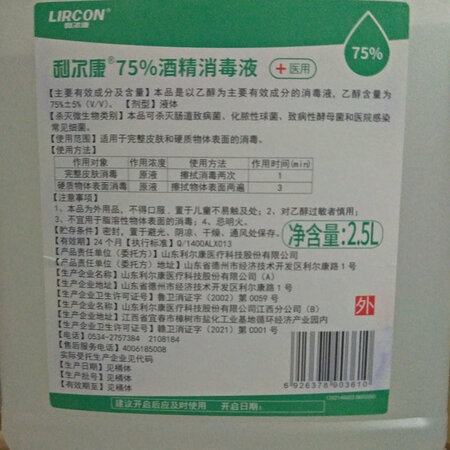 LIRCON®
利尔康
利尔康® 75%酒精消毒液 +医用
75%
【主要有效成分及含量】本品是以乙醇为主要有效成分的消毒液，乙醇含量为
75%±5%（V/V）。【剂型】液体
【杀灭微生物类别】本品可杀灭肠道致病菌、化脓性球菌、致病性酵母菌和医院感染
常见细菌。
【使用范围】适用于完整皮肤和硬质物体表面的消毒。
【使用方法】
作用对象 作用浓度 使用方法 作用时间(min)
完整皮肤消毒 原液 擦拭消毒两次 1
硬质物体表面消毒 原液 擦拭物体表面两遍 3
【注意事项】
1、本品为外用品，不得口服，置于儿童不易触及处；2、对乙醇过敏者慎用；
3、不宜用于脂溶性物体表面的消毒；4、忌明火。
【贮存条件】密封，置于避光、阴凉、干燥、通风处保存。
【有效期】24个月【执行标准】Q/1400ALX013
净含量:2.5L
【产品责任单位（委托方）】山东利尔康医疗科技股份有限公司
【产品责任单位（委托方）地址】山东省德州市经济技术开发区利尔康路1号
【生产企业名称】山东利尔康医疗科技股份有限公司（A）
【生产企业地址】山东省德州市经济技术开发区利尔康路1号
【生产企业卫生许可证号】鲁卫消证字（2002）第0059号
【生产企业名称】山东利尔康医疗科技股份有限公司江西分公司（B）
【生产企业地址】江西省宜春市樟树市盐化工业基地循环经济产业园内
【生产企业卫生许可证号】赣卫消证字（2021）第0001号
【电话】0534-2757384 2108184
【售后服务电话】4006185008
实际受托生产企业见代码
【生产日期】见桶体
【生产批号】见桶体
【有效期至】见桶体
外
6926378903610
建议开启后应及时使用 开启日期：